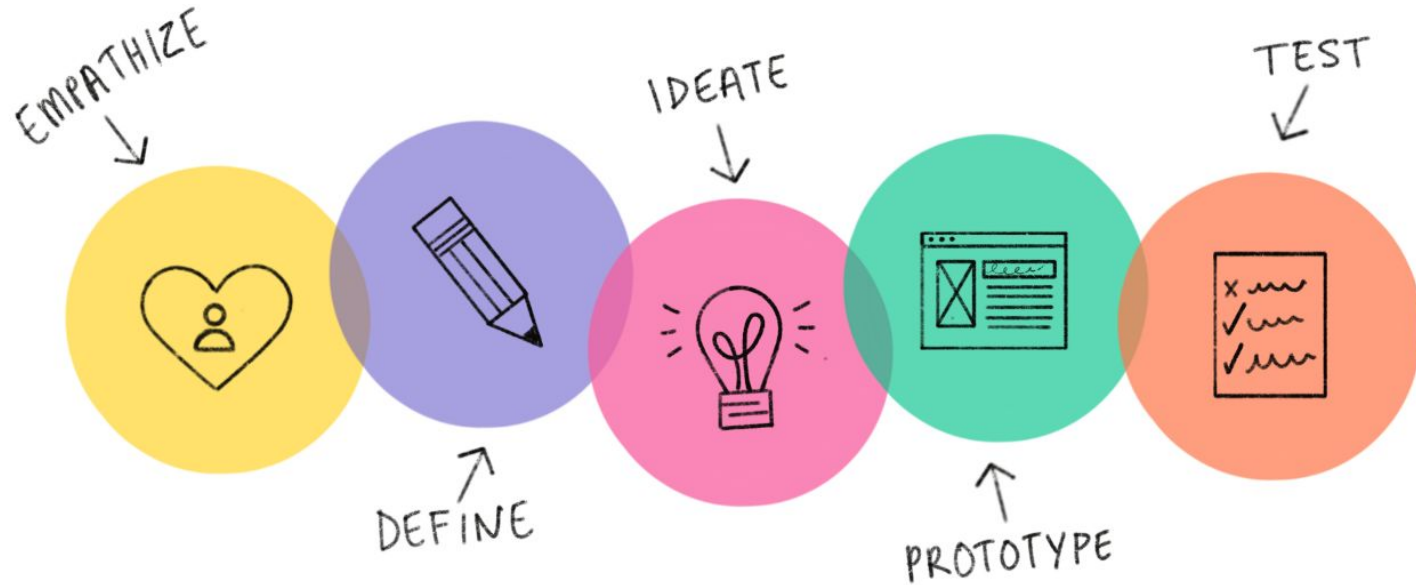 EMPATHIZE
DEFINE
IDEATE
PROTOTYPE
TEST